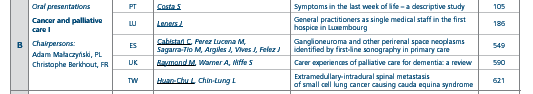 Oral presentations
Cancer and palliative
care I
B
Chairpersons:
Adam Małaczyński, PL
Christophe Berkhout, FR
PT Costa S Symptoms in the last week of life – a descriptive study 105
LU Leners J General practitioners as single medical staff in the first
hospice in Luxembourg 186
ES Cabistañ C, Perez Lucena M,
Sagarra-Tio M, Argiles J, Vives J, Felez J Ganglioneuroma and other perirenal space neoplasms
identified by first-line sonography in primary care 549
UK Raymond M, Warner A, Iliffe S Carer experiences of palliative care for dementia: a review 590
TW Huan-Chu L, Chin-Lung L Extramedullary-intradural spinal metastasis
of small cell lung cancer causing cauda equina syndrome 621